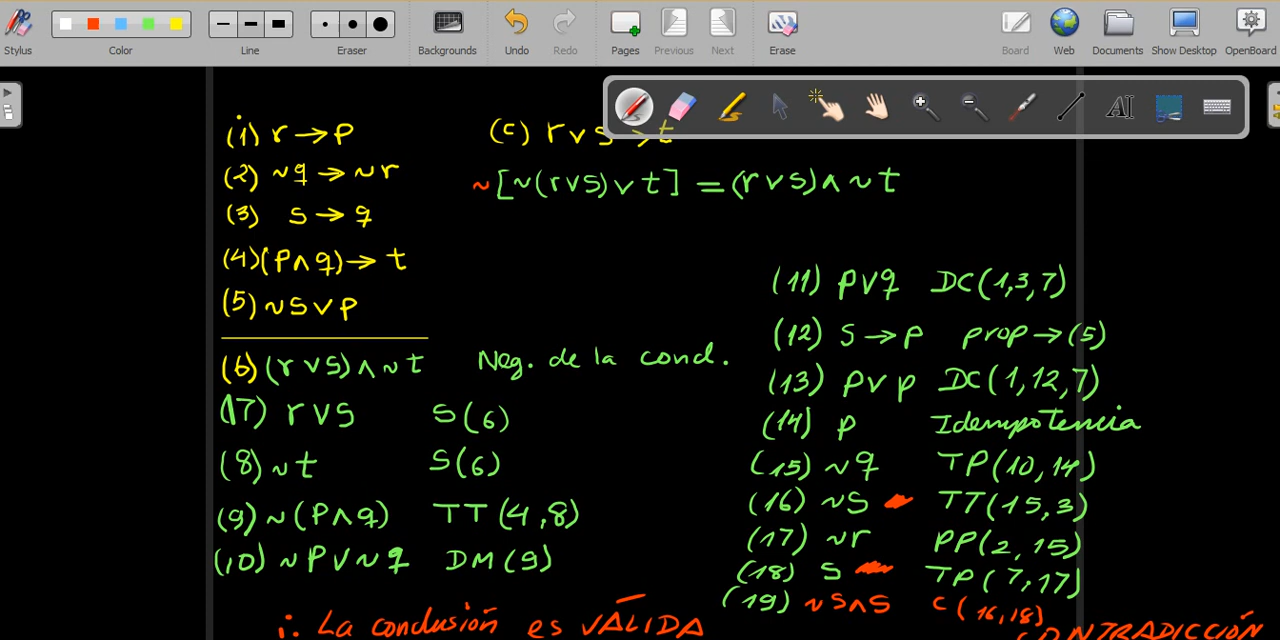 Stylus Color Line Eraser Backgrounds Undo Redo Pages Previous Next Erase Board Web Documents Show Desktop OpenBoard
(1) r → p
(2) ~q → ~r
(3) s → q
(4) (p ∧ q) → t
(5) ~s ∨ p
(6) (r ∨ s) ∧ ~t Neg. de la concl.
(7) r ∨ s S(6)
(8) ~t S(6)
(9) ~(p ∧ q) TT(4,8)
(10) ~p ∨ ~q DM(9)
(C) r ∨ s → t
~[~(r ∨ s) ∨ t] = (r ∨ s) ∧ ~t
(11) p ∨ q DC(1,3,7)
(12) s → p prop → (5)
(13) p ∨ p DC(1,12,7)
(14) p Idempotencia
(15) ~q TP(10,14)
(16) ~s TT(15,3)
(17) ~r PP(2,15)
(18) s TP(7,17)
(19) ~s ∧ s C(16,18)
∴ La conclusión es VÁLIDA
CONTRADICCIÓN